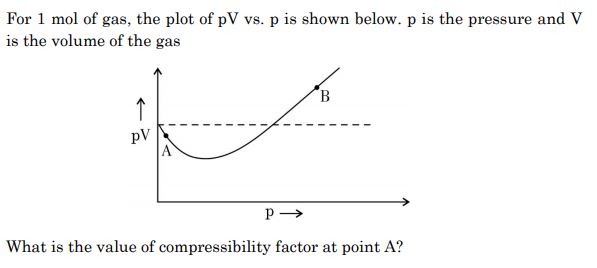 For 1 mol of gas, the plot of pV vs. p is shown below. p is the pressure and V
is the volume of the gas
B
pV
A
p
What is the value of compressibility factor at point A?